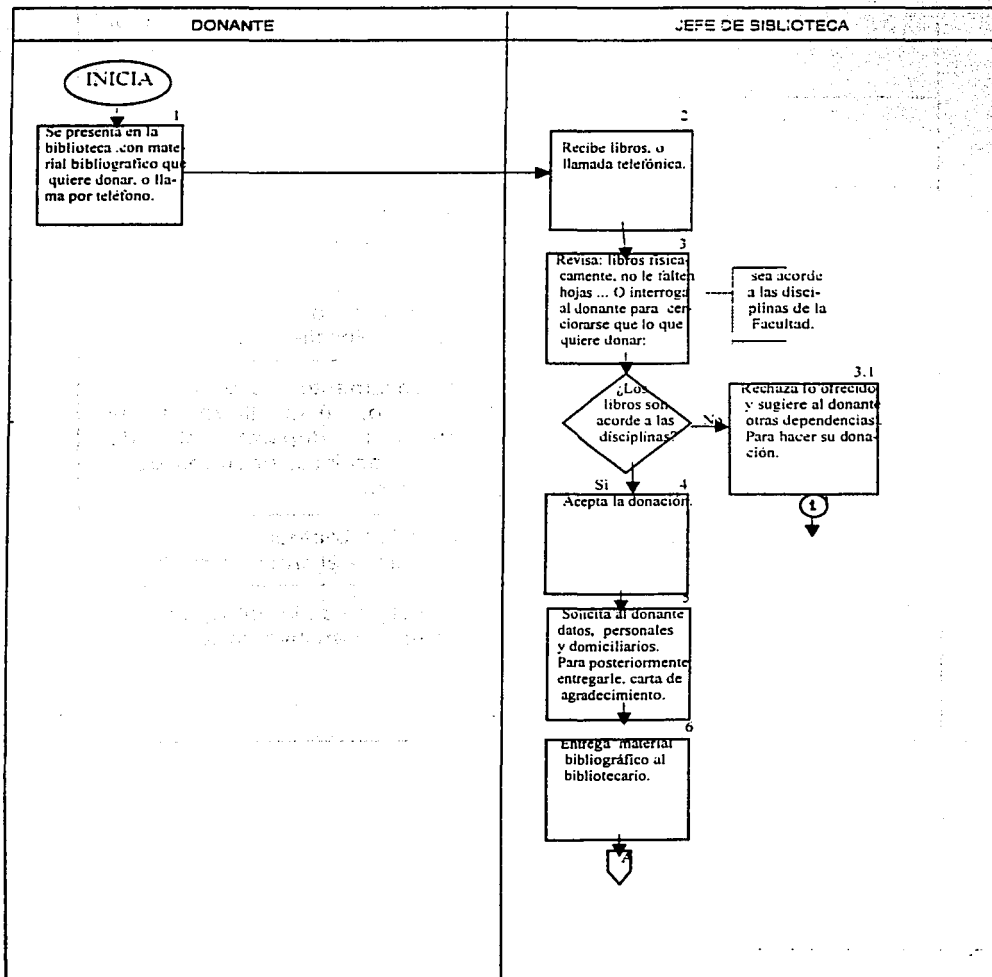 DONANTE
JEFE DE BIBLIOTECA
INICIA
1
Se presenta en la
biblioteca .con mate
rial bibliografico que
quiere donar. o lla-
ma por teléfono.
2
Recibe libros. o
llamada telefónica.
3
Revisa: libros física-
camente, no le falten
hojas ... O interroga
al donante para cer-
ciorarse que lo que
quiere donar:
sea acorde
a las disci-
plinas de la
Facultad.
¿Los
libros son
acorde a las
disciplinas?
No
3.1
Rechaza lo ofrecido
y sugiere al donante
otras dependencias.
Para hacer su dona-
ción.
Si
4
Acepta la donación.
5
Solicita al donante
datos, personales
y domiciliarios.
Para posteriormente
entregarle, carta de
agradecimiento.
6
Entrega material
bibliográfico al
bibliotecario.
A